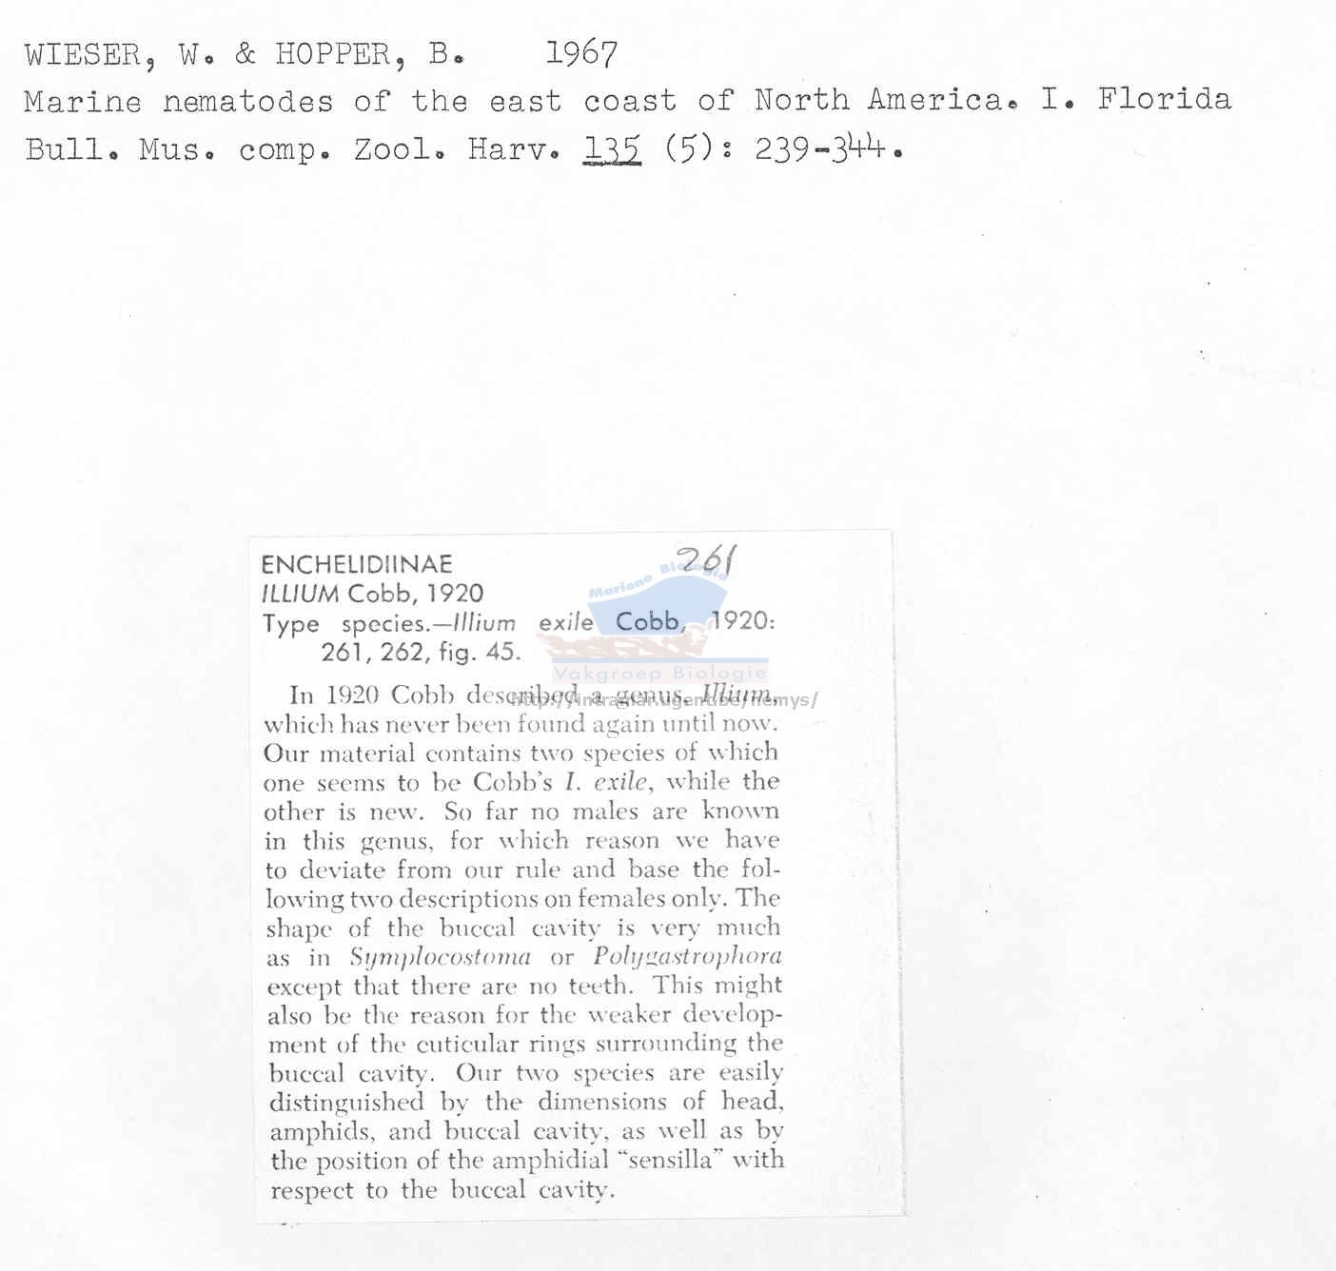 WIESER, W. & HOPPER, B. 1967
Marine nematodes of the east coast of North America. I. Florida
Bull. Mus. comp. Zool. Harv. 135 (5): 239-344.
261
ENCHELIDIINAE
ILLIUM Cobb, 1920
Type species.—Illium exile Cobb, 1920:
261, 262, fig. 45.
Mariene Biologie
Vakgroep Biologie
http://intramar.ugent.be/nemys/
In 1920 Cobb described a genus, Illium,
which has never been found again until now.
Our material contains two species of which
one seems to be Cobb's I. exile, while the
other is new. So far no males are known
in this genus, for which reason we have
to deviate from our rule and base the fol-
lowing two descriptions on females only. The
shape of the buccal cavity is very much
as in Symplocostoma or Polygastrophora
except that there are no teeth. This might
also be the reason for the weaker develop-
ment of the cuticular rings surrounding the
buccal cavity. Our two species are easily
distinguished by the dimensions of head,
amphids, and buccal cavity, as well as by
the position of the amphidial "sensilla" with
respect to the buccal cavity.